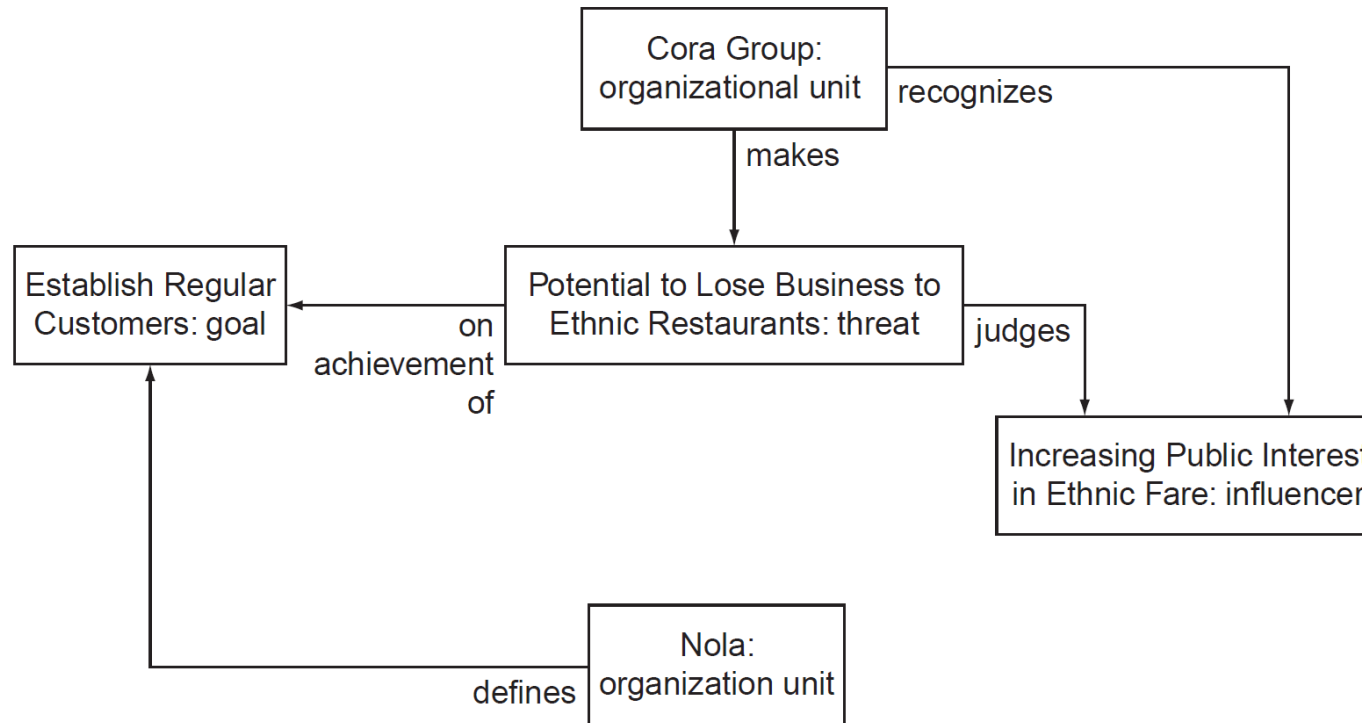 Cora Group:
organizational unit
recognizes
makes
Establish Regular
Customers: goal
on
achievement
of
Potential to Lose Business to
Ethnic Restaurants: threat
judges
Increasing Public Interest
in Ethnic Fare: influencer
Nola:
organization unit
defines